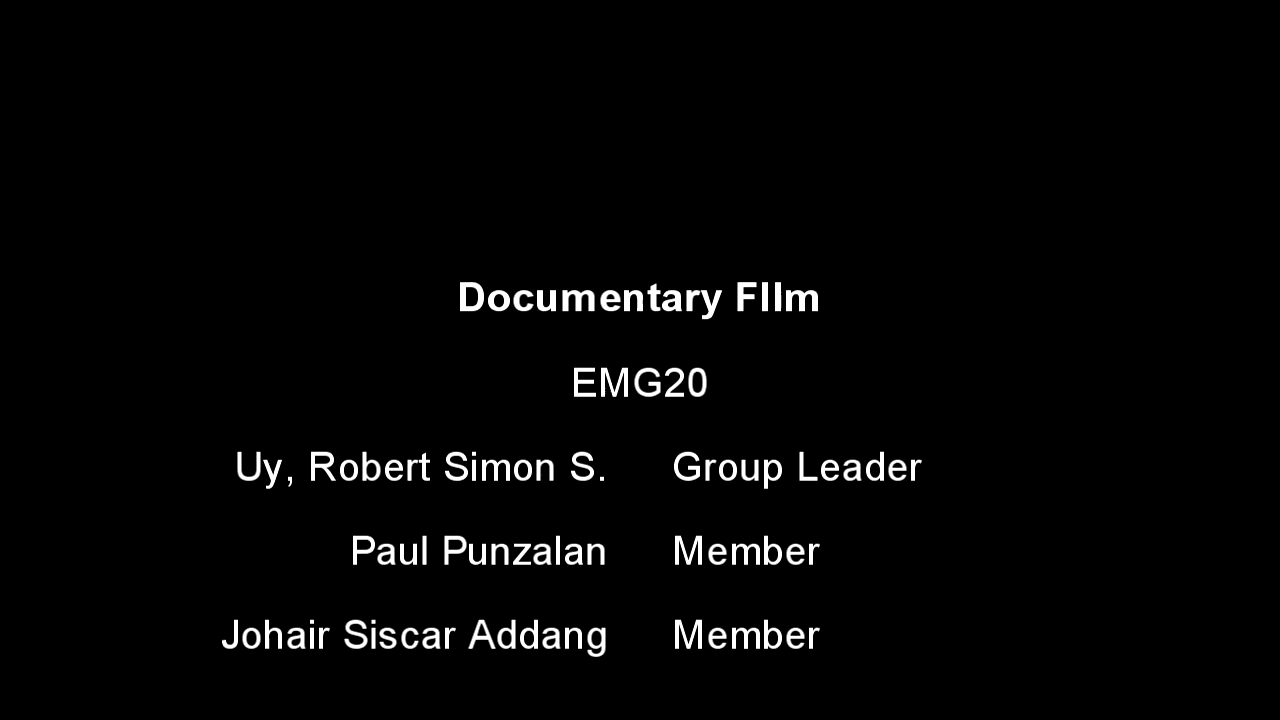 Documentary FIlm
EMG20
Uy, Robert Simon S. Group Leader
Paul Punzalan Member
Johair Siscar Addang Member